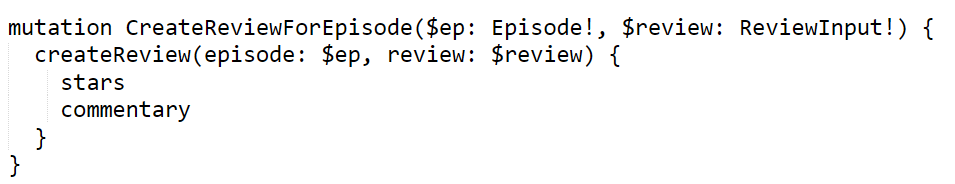 mutation CreateReviewForEpisode($ep: Episode!, $review: ReviewInput!) {
  createReview(episode: $ep, review: $review) {
    stars
    commentary
  }
}